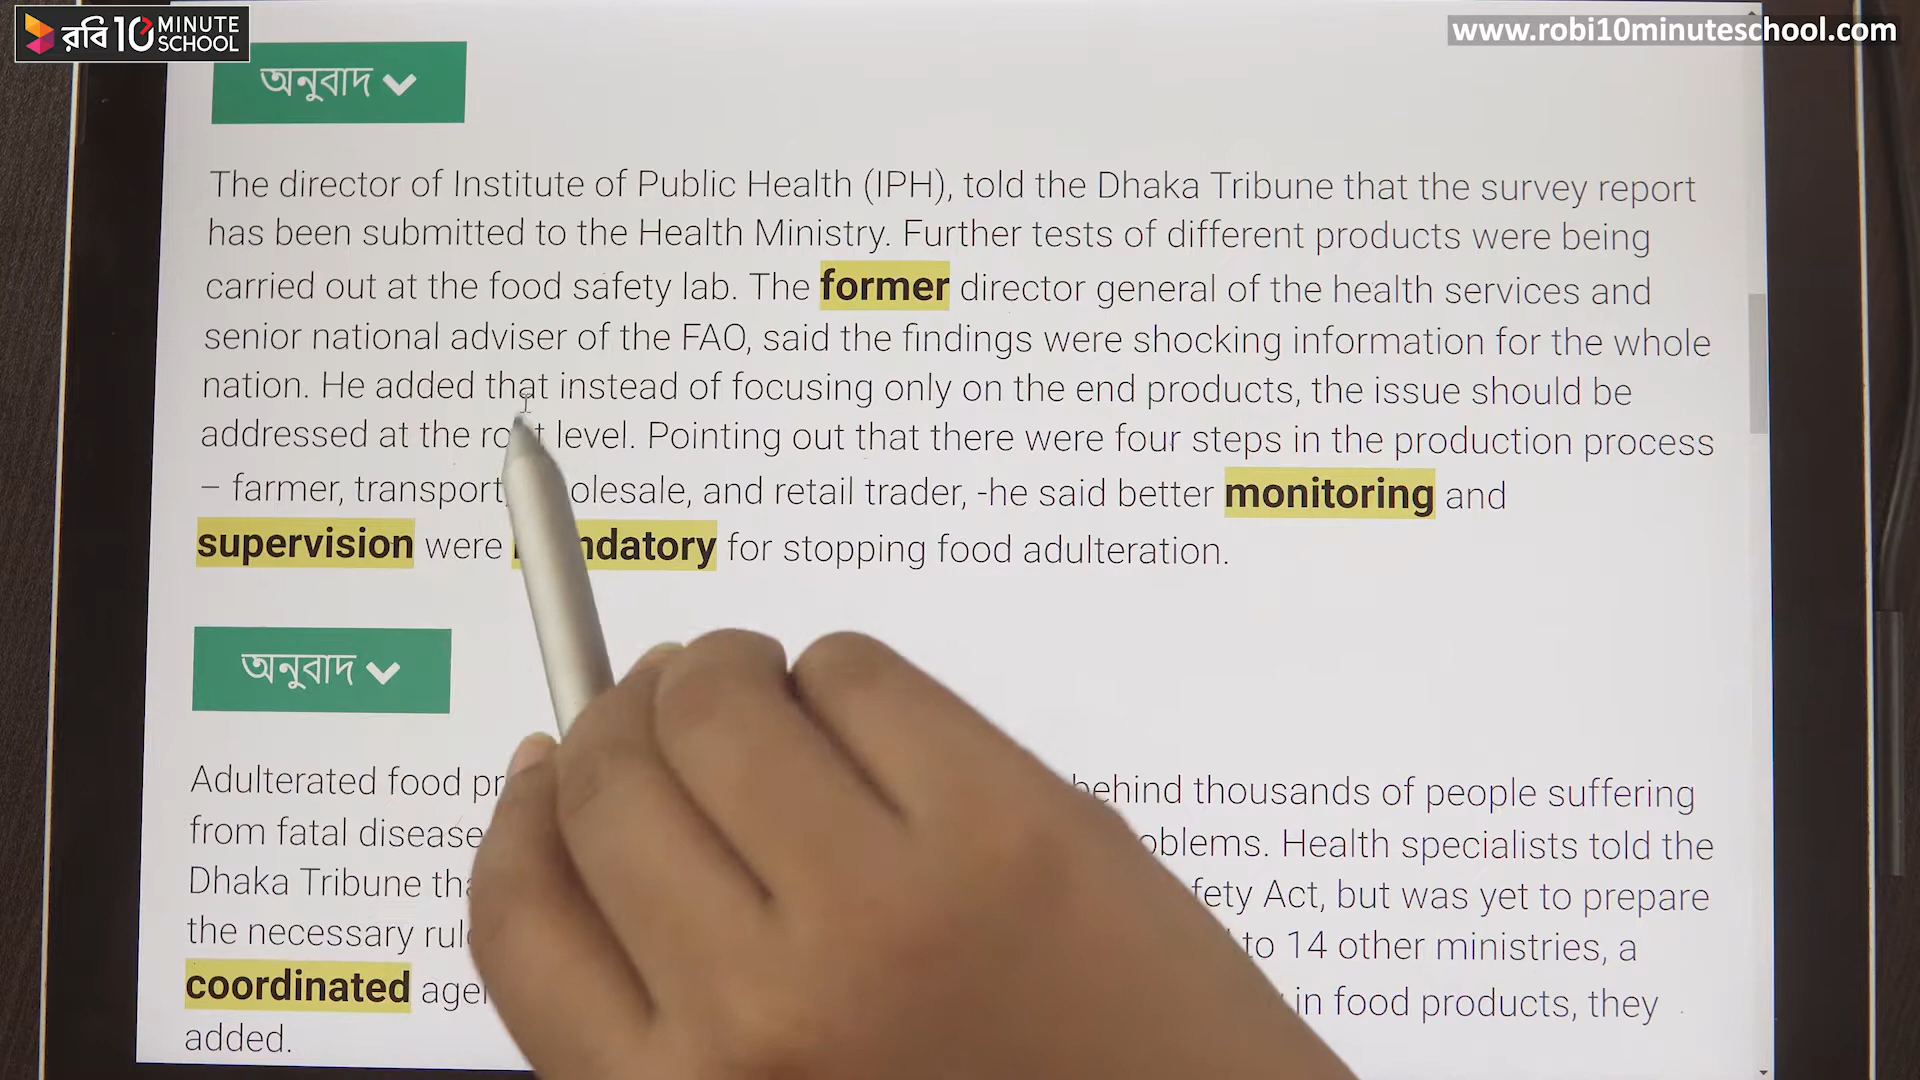 রবি 10 MINUTE SCHOOL
www.robi10minuteschool.com
অনুবাদ
The director of Institute of Public Health (IPH), told the Dhaka Tribune that the survey report
has been submitted to the Health Ministry. Further tests of different products were being
carried out at the food safety lab. The former director general of the health services and
senior national adviser of the FAO, said the findings were shocking information for the whole
nation. He added that instead of focusing only on the end products, the issue should be
addressed at the level. Pointing out that there were four steps in the production process
– farmer, transport, and retail trader, -he said better monitoring and
supervision were for stopping food adulteration.
অনুবাদ
Adulterated food behind thousands of people suffering
from fatal Health specialists told the
Dhaka Tribune Act, but was yet to prepare
the necessary to 14 other ministries, a
coordinated in food products, they
added.